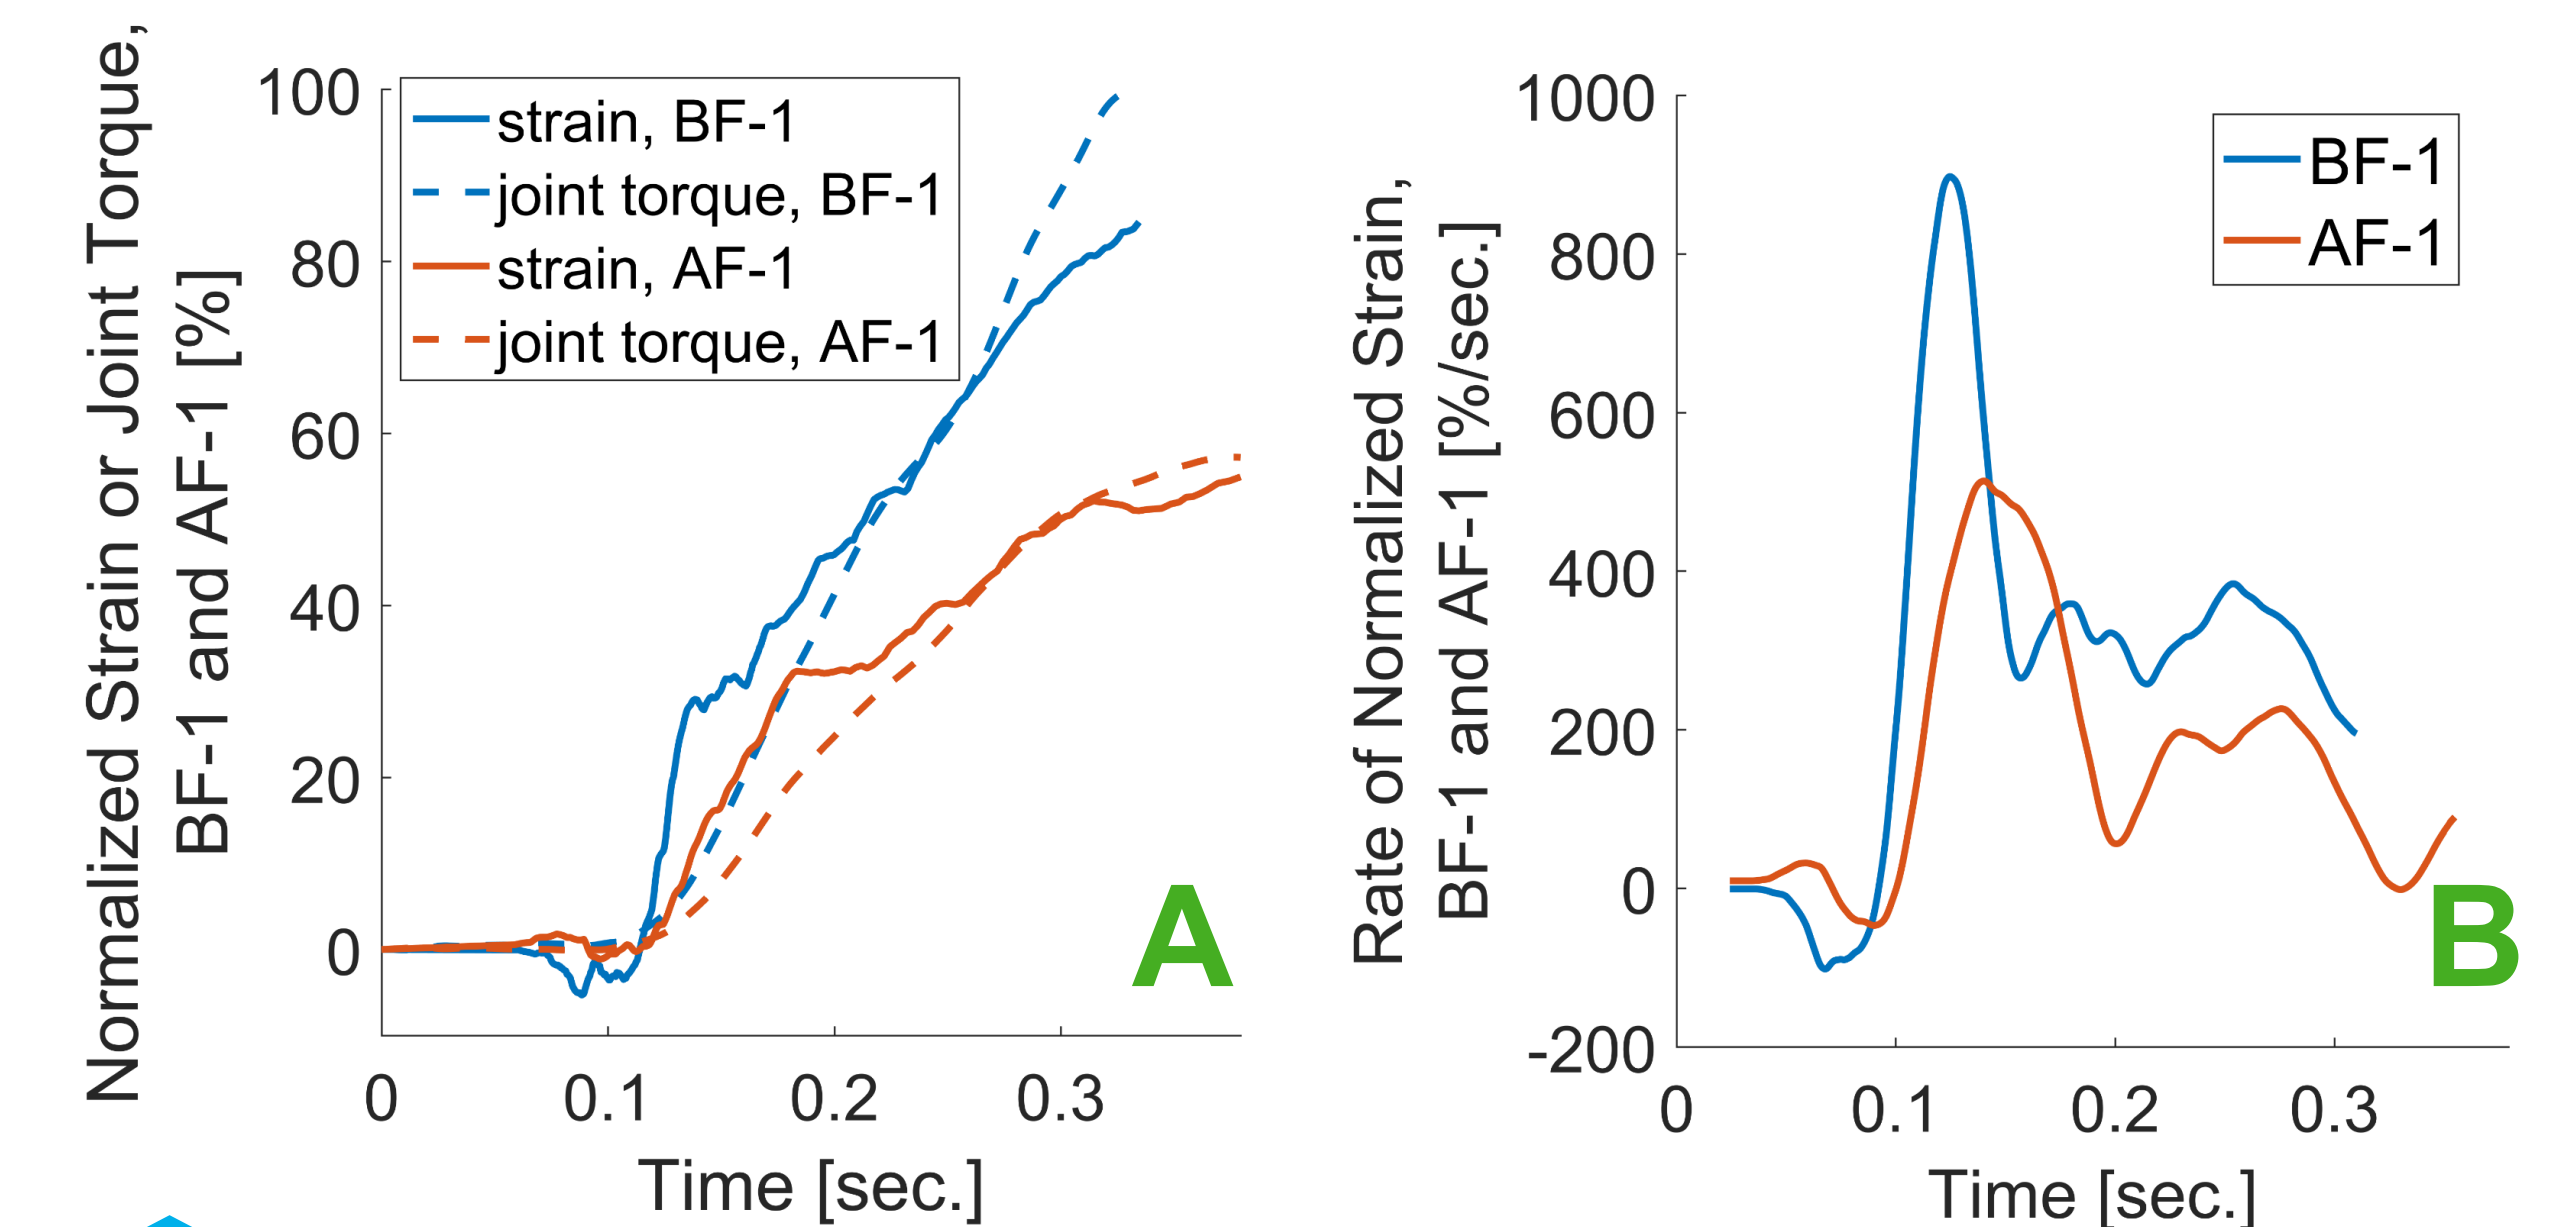 Normalized Strain or Joint Torque,
BF-1 and AF-1 [%]
100
80
60
40
20
0
strain, BF-1
joint torque, BF-1
strain, AF-1
joint torque, AF-1
A
0 0.1 0.2 0.3
Time [sec.]
Rate of Normalized Strain,
BF-1 and AF-1 [%/sec.]
1000
800
600
400
200
0
-200
BF-1
AF-1
B
0 0.1 0.2 0.3
Time [sec.]